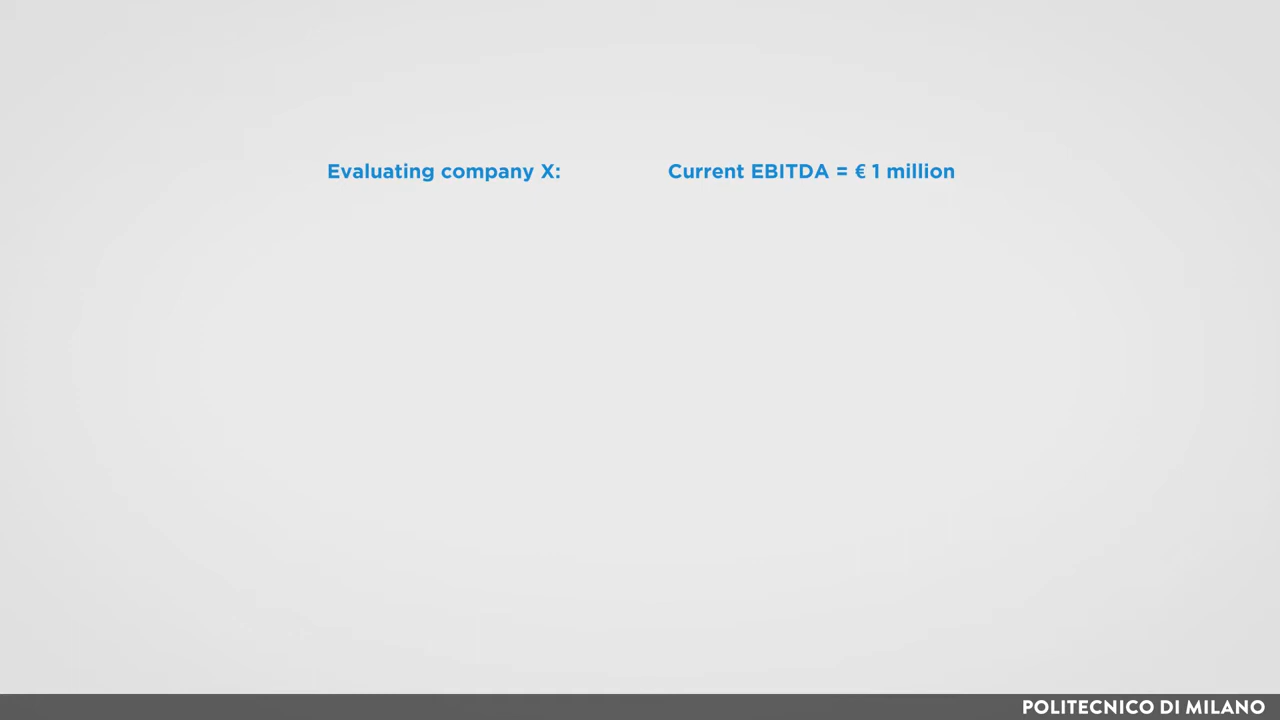 Evaluating company X: Current EBITDA = € 1 million
POLITECNICO DI MILANO